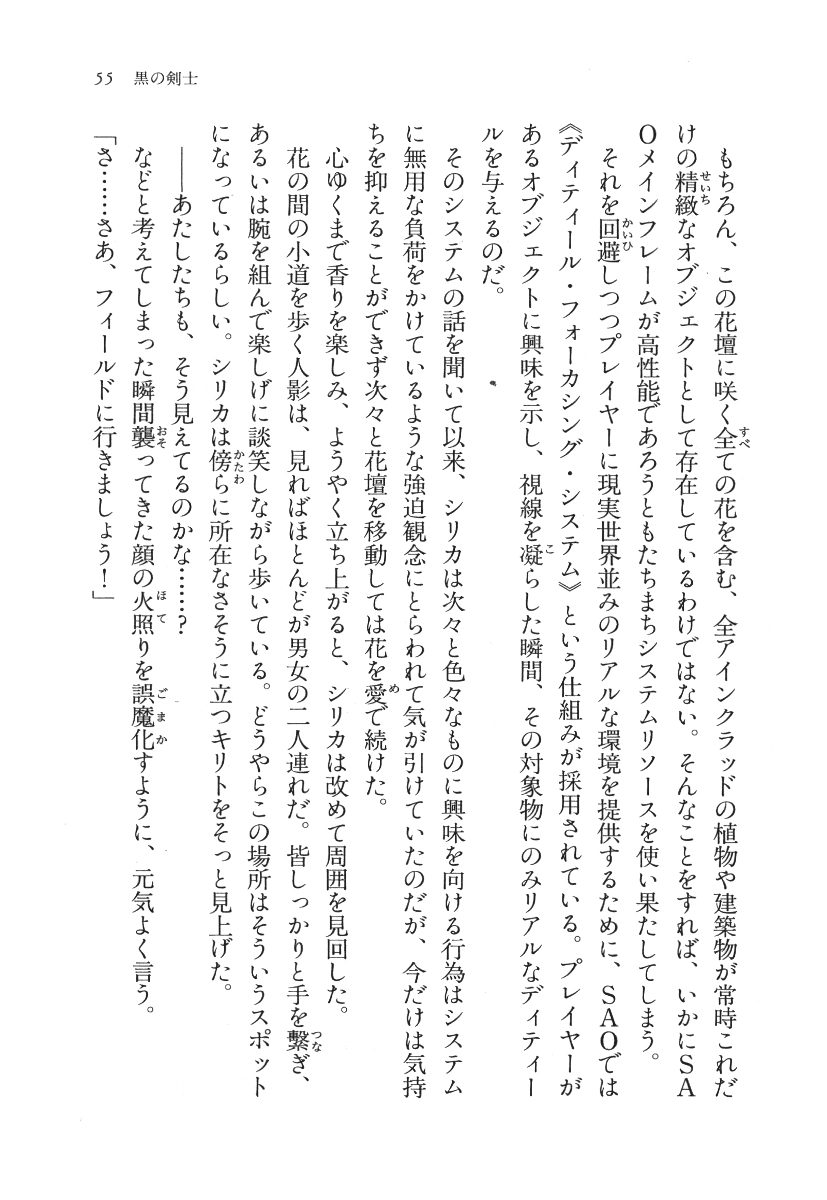 55　黒の剣士
　もちろん、この花壇に咲く全ての花を含む、全アインクラッドの植物や建築物が常時これだ
けの精緻なオブジェクトとして存在しているわけではない。そんなことをすれば、いかにＳＡ
Ｏメインフレームが高性能であろうともたちまちシステムリソースを使い果たしてしまう。
　それを回避しつつプレイヤーに現実世界並みのリアルな環境を提供するために、ＳＡＯでは
《ディティール・フォーカシング・システム》という仕組みが採用されている。プレイヤーが
あるオブジェクトに興味を示し、視線を凝らした瞬間、その対象物にのみリアルなディティー
ルを与えるのだ。
　そのシステムの話を聞いて以来、シリカは次々と色々なものに興味を向ける行為はシステム
に無用な負荷をかけているような強迫観念にとらわれて気が引けていたのだが、今だけは気持
ちを抑えることができず次々と花壇を移動しては花を愛で続けた。
　心ゆくまで香りを楽しみ、ようやく立ち上がると、シリカは改めて周囲を見回した。
　花の間の小道を歩く人影は、見ればほとんどが男女の二人連れだ。皆しっかりと手を繋ぎ、
あるいは腕を組んで楽しげに談笑しながら歩いている。どうやらこの場所はそういうスポット
になっているらしい。シリカは傍らに所在なさそうに立つキリトをそっと見上げた。
　――あたしたちも、そう見えてるのかな……？
　などと考えてしまった瞬間襲ってきた顔の火照りを誤魔化すように、元気よく言う。
「さ……さあ、フィールドに行きましょう！」